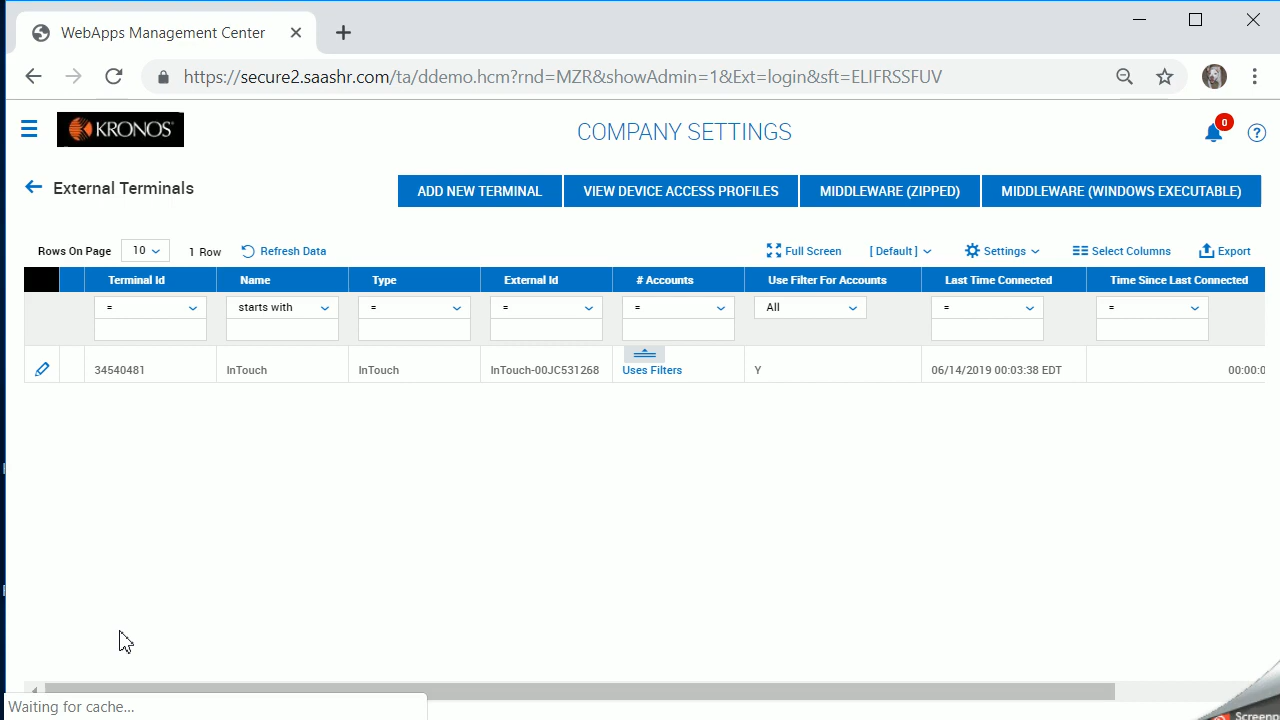 WebApps Management Center
https://secure2.saashr.com/ta/ddemo.hcm?rnd=MZR&showAdmin=1&Ext=login&sft=ELIFRSSFUV
KRONOS
COMPANY SETTINGS
0
?
External Terminals
ADD NEW TERMINAL
VIEW DEVICE ACCESS PROFILES
MIDDLEWARE (ZIPPED)
MIDDLEWARE (WINDOWS EXECUTABLE)
Rows On Page 10 1 Row Refresh Data Full Screen [ Default ] Settings Select Columns Export
Terminal Id Name Type External Id # Accounts Use Filter For Accounts Last Time Connected Time Since Last Connected
= starts with = = = All = =
34540481 InTouch InTouch InTouch-00JC531268 Uses Filters Y 06/14/2019 00:03:38 EDT 00:00:0
Waiting for cache...